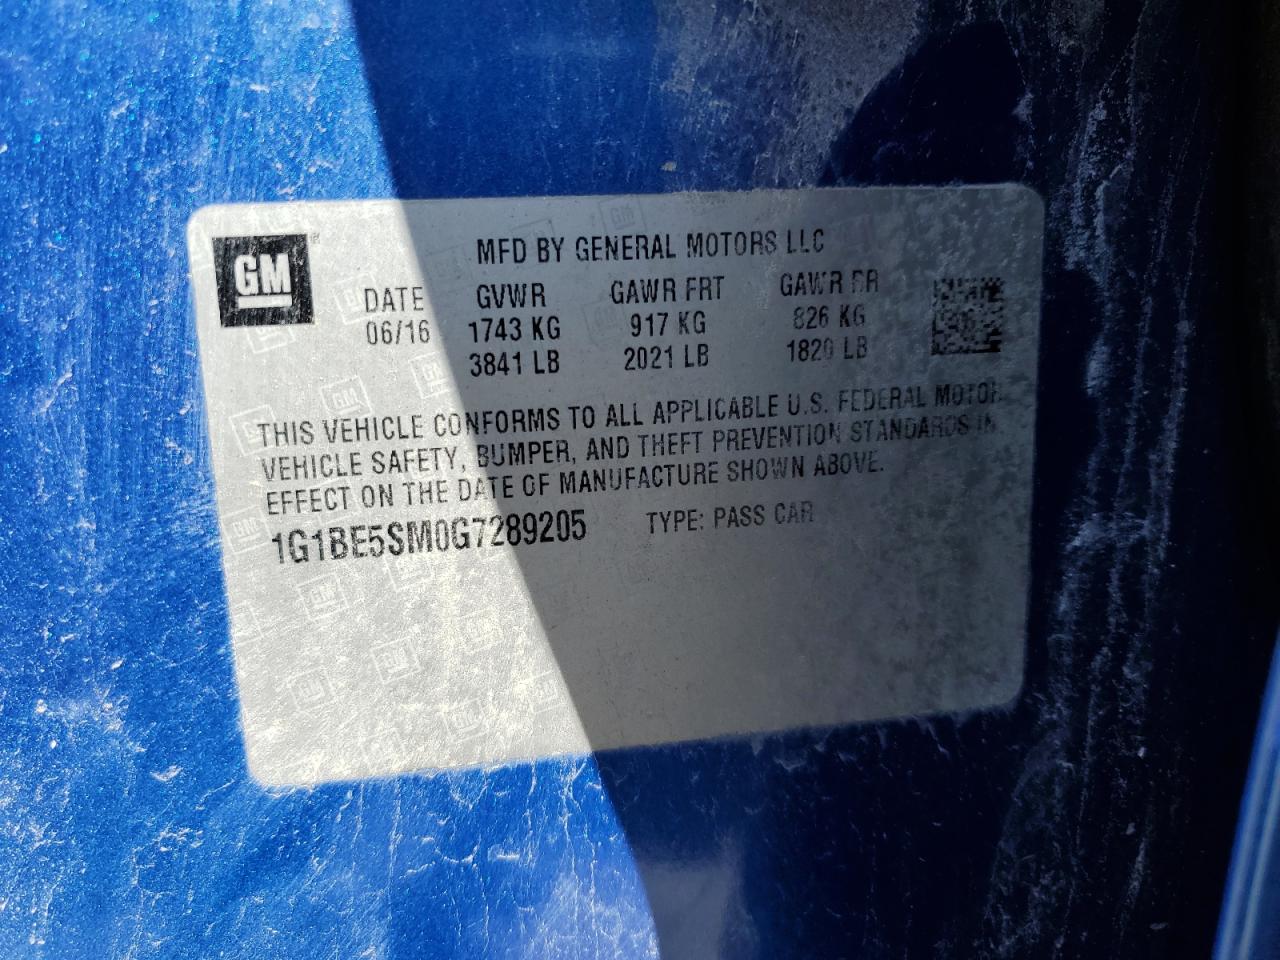 GM
MFD BY GENERAL MOTORS LLC
DATE GVWR GAWR FRT GAWR RR
06/16 1743 KG 917 KG 826 KG
3841 LB 2021 LB 1820 LB
THIS VEHICLE CONFORMS TO ALL APPLICABLE U.S. FEDERAL MOTOR
VEHICLE SAFETY, BUMPER, AND THEFT PREVENTION STANDARDS IN
EFFECT ON THE DATE OF MANUFACTURE SHOWN ABOVE.
1G1BE5SM0G7289205 TYPE: PASS CAR